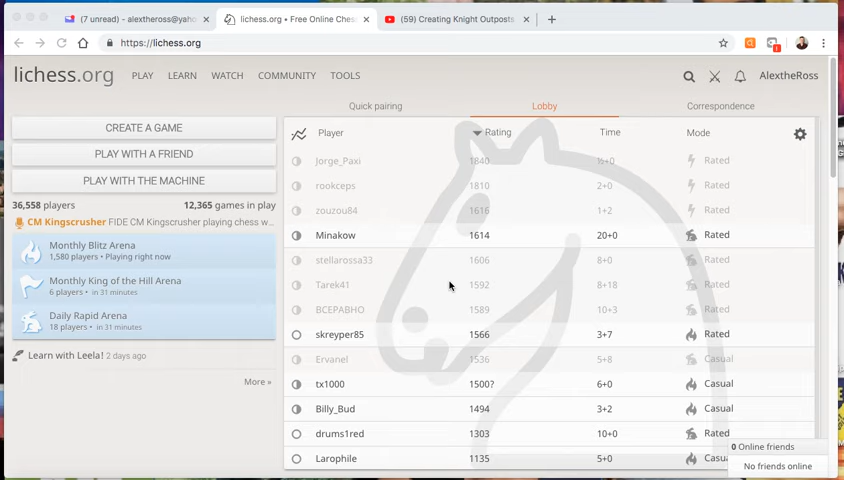 (7 unread) - alextheross@yaho
lichess.org • Free Online Ches
(59) Creating Knight Outposts
https://lichess.org
lichess.org PLAY LEARN WATCH COMMUNITY TOOLS AlextheRoss
Quick pairing Lobby Correspondence
CREATE A GAME
PLAY WITH A FRIEND
PLAY WITH THE MACHINE
36,558 players 12,365 games in play
CM Kingscrusher FIDE CM Kingscrusher playing chess w...
Monthly Blitz Arena
1,580 players • Playing right now
Monthly King of the Hill Arena
6 players • in 31 minutes
Daily Rapid Arena
18 players • in 31 minutes
Learn with Leela! 2 days ago
More »
Player Rating Time Mode
Jorge_Paxi 1840 ½+0 Rated
rookceps 1810 2+0 Rated
zouzou84 1616 1+2 Rated
Minakow 1614 20+0 Rated
stellarossa33 1606 8+0 Rated
Tarek41 1592 8+18 Rated
BCEPABHO 1589 10+3 Rated
skreyper85 1566 3+7 Rated
Ervanel 1536 5+8 Casual
tx1000 1500? 6+0 Casual
Billy_Bud 1494 3+2 Casual
drums1red 1303 10+0 Rated
Larophile 1135 5+0 Casua
0 Online friends
No friends online